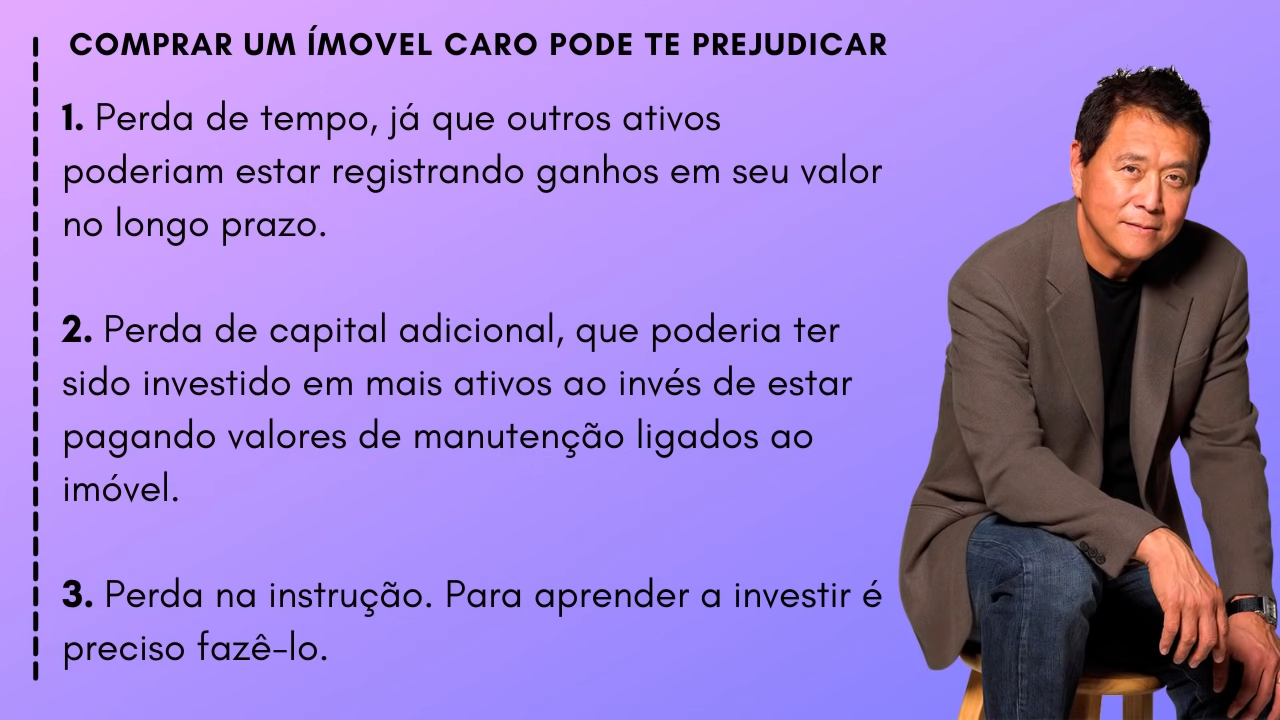 COMPRAR UM ÍMOVEL CARO PODE TE PREJUDICAR
1. Perda de tempo, já que outros ativos
poderiam estar registrando ganhos em seu valor
no longo prazo.
2. Perda de capital adicional, que poderia ter
sido investido em mais ativos ao invés de estar
pagando valores de manutenção ligados ao
imóvel.
3. Perda na instrução. Para aprender a investir é
preciso fazê-lo.